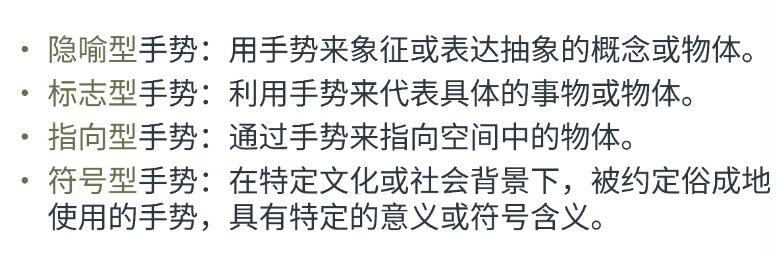 • 隐喻型手势：用手势来象征或表达抽象的概念或物体。
• 标志型手势：利用手势来代表具体的事物或物体。
• 指向型手势：通过手势来指向空间中的物体。
• 符号型手势：在特定文化或社会背景下，被约定俗成地
使用的手势，具有特定的意义或符号含义。